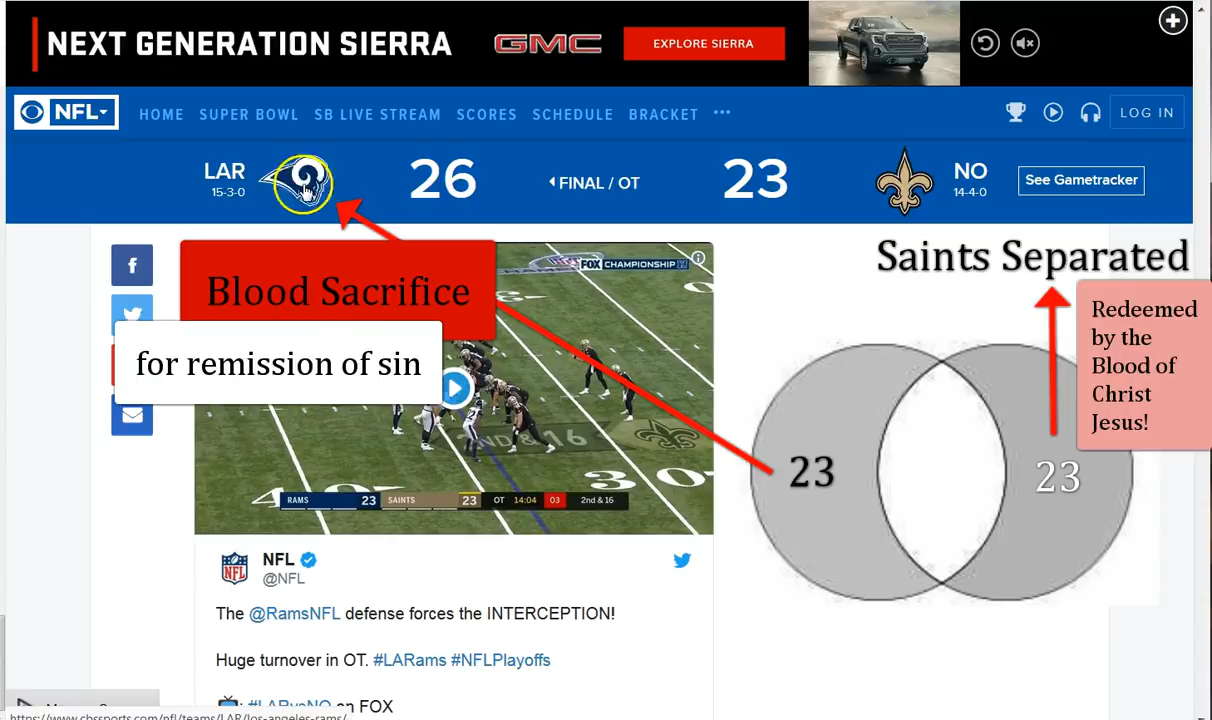 NEXT GENERATION SIERRA
GMC
EXPLORE SIERRA
NFL
HOME
SUPER BOWL
SB LIVE STREAM
SCORES
SCHEDULE
BRACKET
LOG IN
LAR
15-3-0
26
FINAL / OT
23
NO
14-4-0
See Gametracker
Blood Sacrifice
for remission of sin
Saints Separated
Redeemed
by the
Blood of
Christ
Jesus!
FOX CHAMPIONSHIP
2ND & 16
RAMS 23 SAINTS 23 OT 14:04 03 2nd & 16
23
23
NFL
NFL
@NFL
The @RamsNFL defense forces the INTERCEPTION!
Huge turnover in OT. #LARams #NFLPlayoffs
#LARvsNO on FOX
https://www.cbssports.com/nfl/teams/LAR/los-angeles-rams/